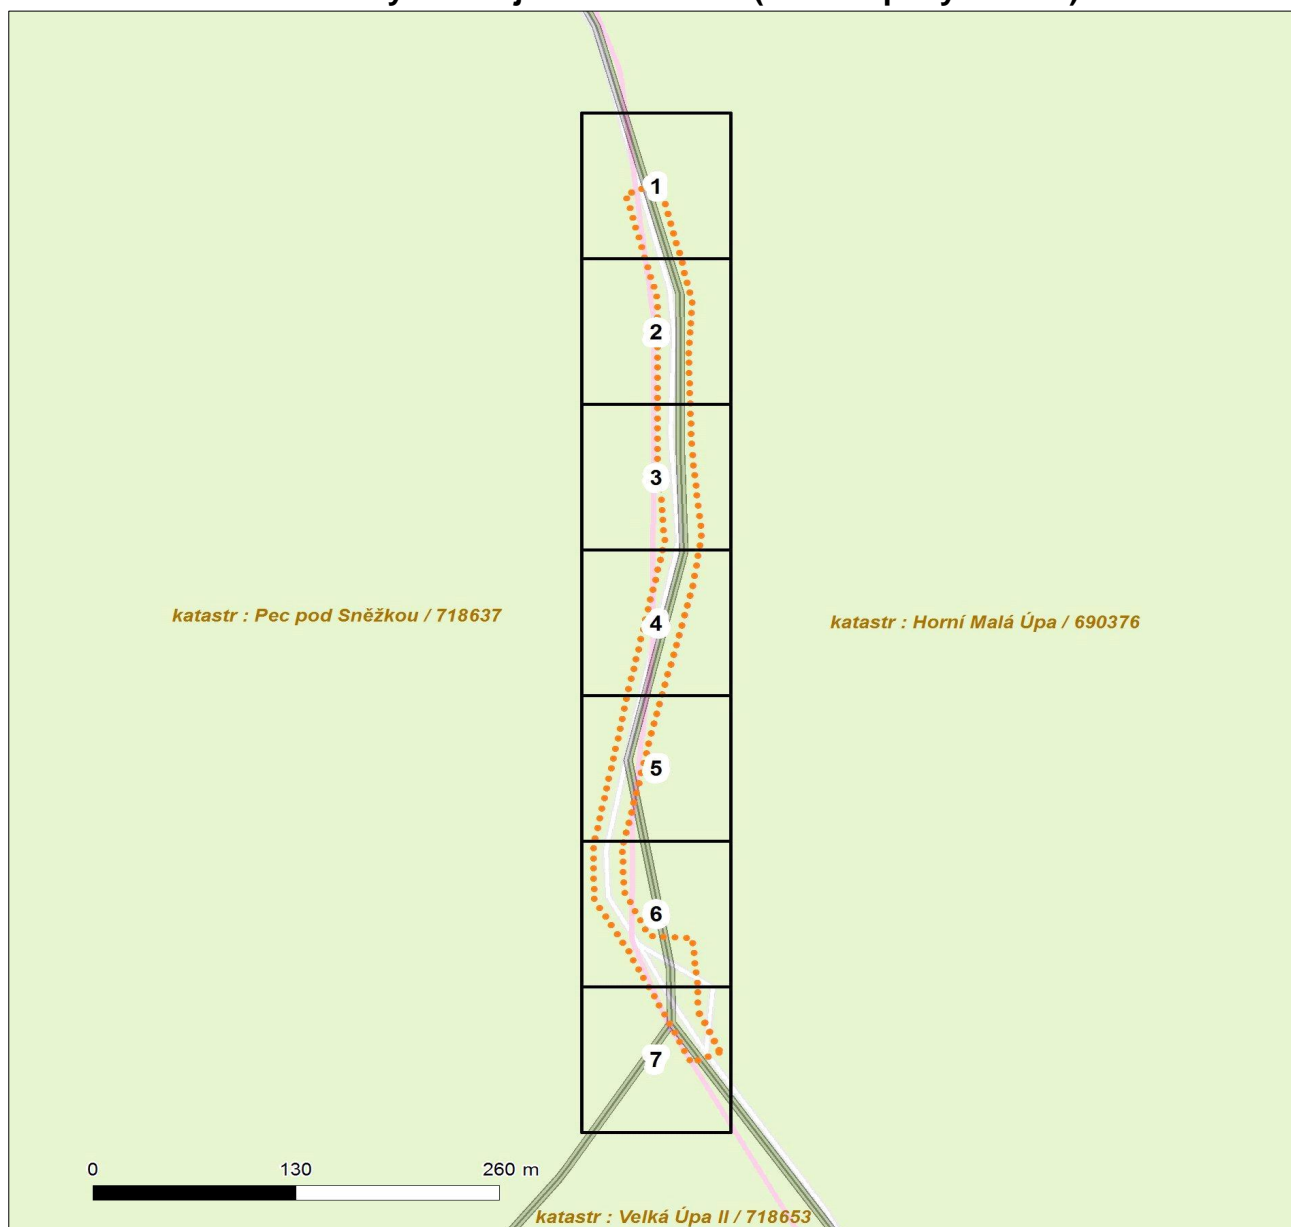 1
2
3
4
katastr : Pec pod Sněžkou / 718637
katastr : Horní Malá Úpa / 690376
5
6
7
0 130 260 m
katastr : Velká Úpa II / 718653